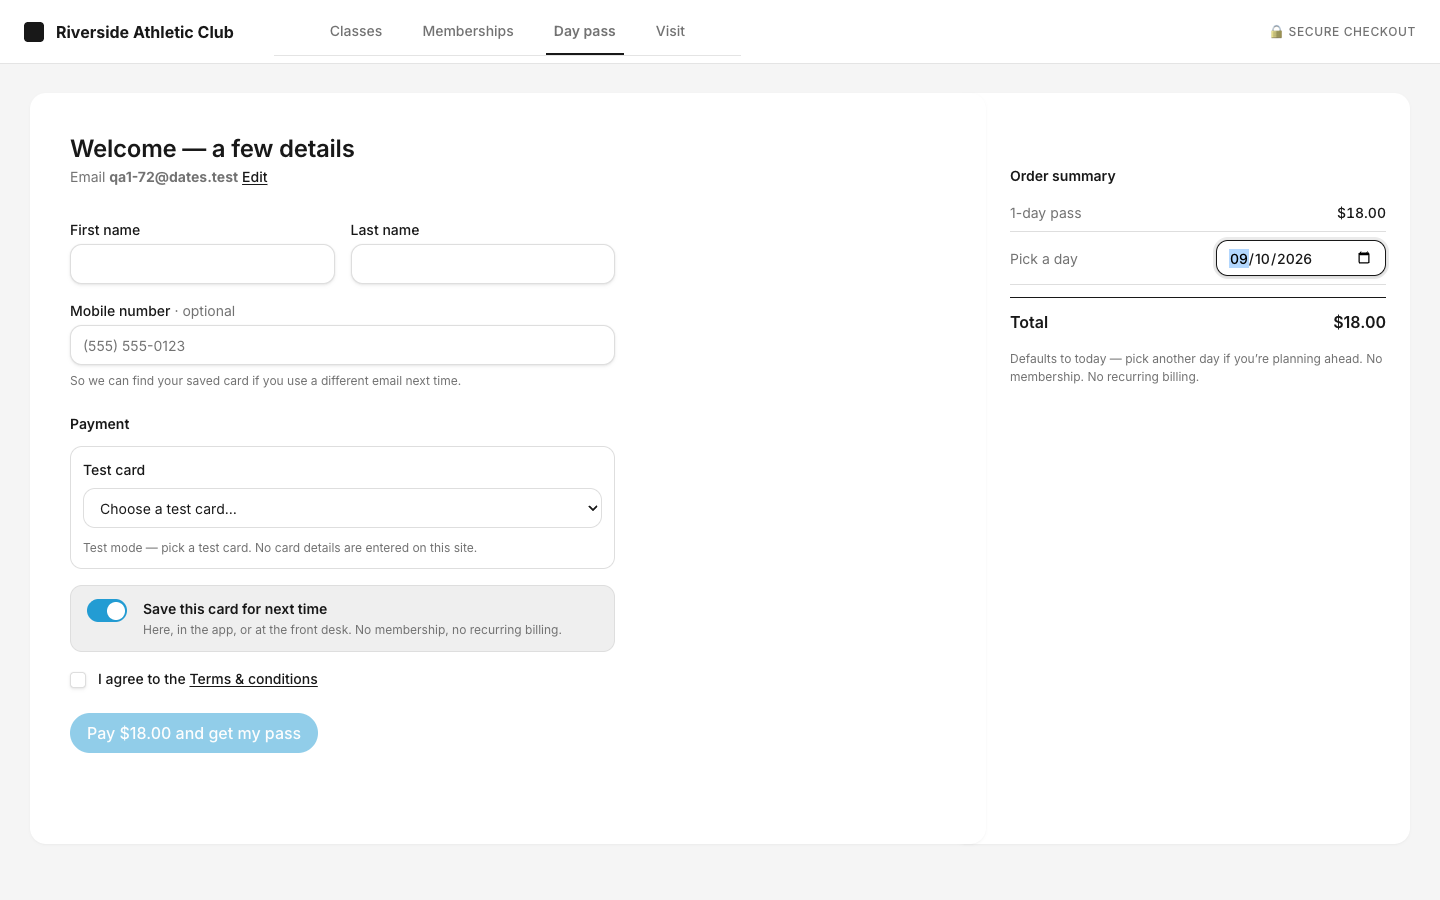 Riverside Athletic Club
Classes
Memberships
Day pass
Visit
SECURE CHECKOUT
Welcome — a few details
Email qa1-72@dates.test Edit
First name
Last name
Mobile number · optional
(555) 555-0123
So we can find your saved card if you use a different email next time.
Payment
Test card
Choose a test card...
Test mode — pick a test card. No card details are entered on this site.
Save this card for next time
Here, in the app, or at the front desk. No membership, no recurring billing.
I agree to the Terms & conditions
Pay $18.00 and get my pass
Order summary
1-day pass $18.00
Pick a day 09/10/2026
Total $18.00
Defaults to today — pick another day if you're planning ahead. No
membership. No recurring billing.